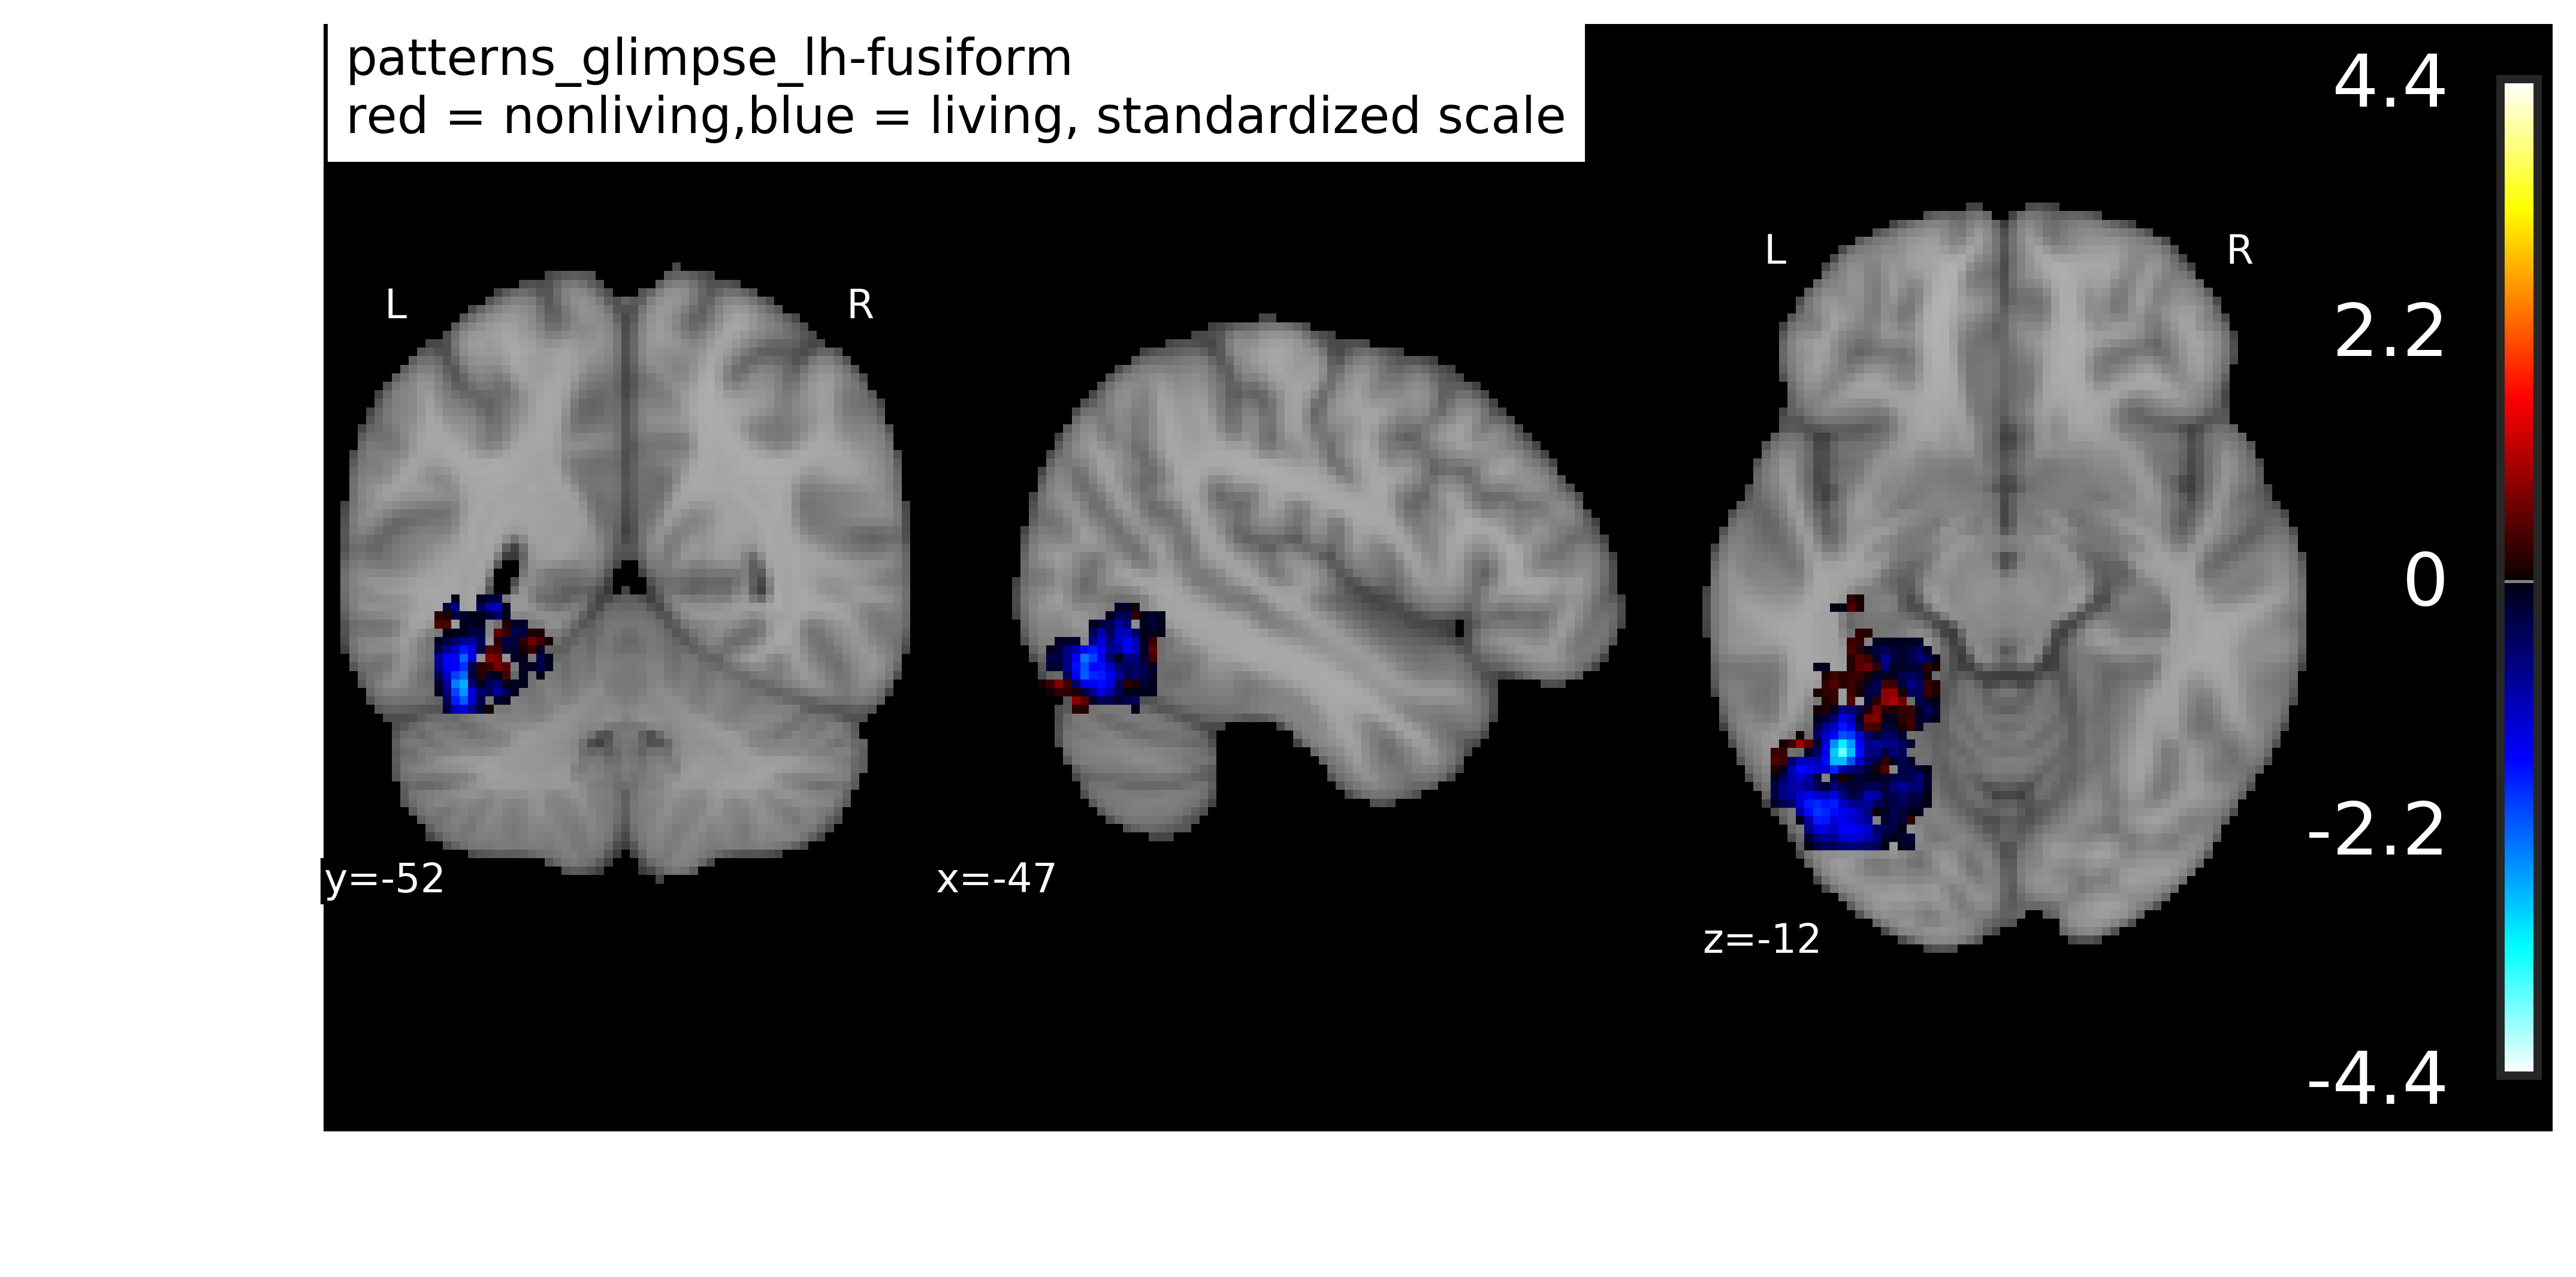 patterns_glimpse_lh-fusiform
red = nonliving,blue = living, standardized scale
L
R
L
R
y=-52
x=-47
z=-12
4.4
2.2
0
-2.2
-4.4